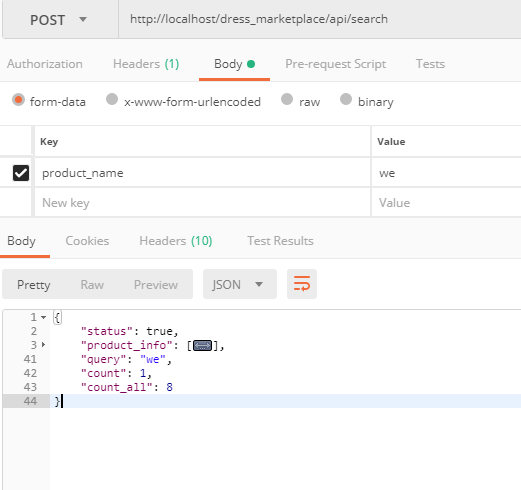 POST http://localhost/dress_marketplace/api/search
Authorization Headers (1) Body Pre-request Script Tests
form-data x-www-form-urlencoded raw binary
Key Value
product_name we
New key Value
Body Cookies Headers (10) Test Results
Pretty Raw Preview JSON
1 {
2 "status": true,
3 "product_info": [],
41 "query": "we",
42 "count": 1,
43 "count_all": 8
44 }